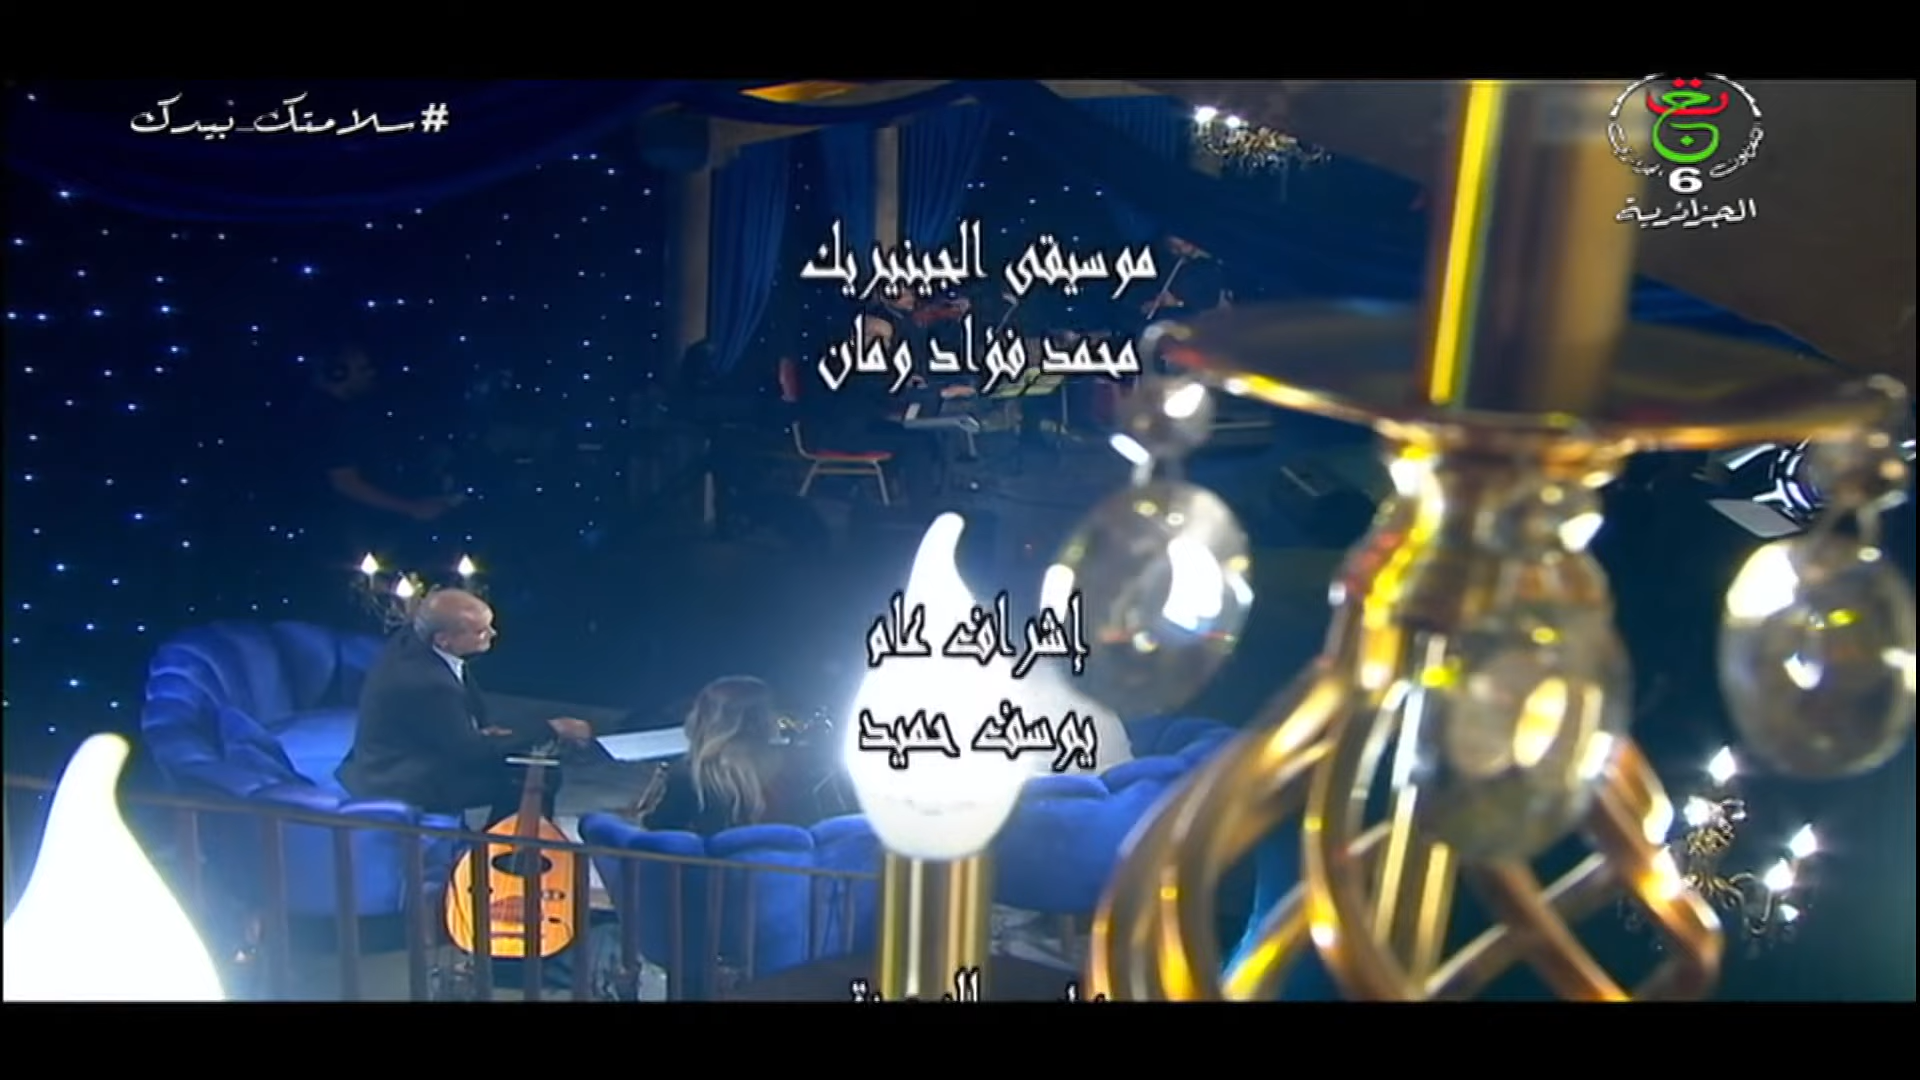 #سلامتك_بيدك
6
الجزائرية
موسيقى الجينيريك
محمد فؤاد ومان
إشراف عام
يوسف حميد